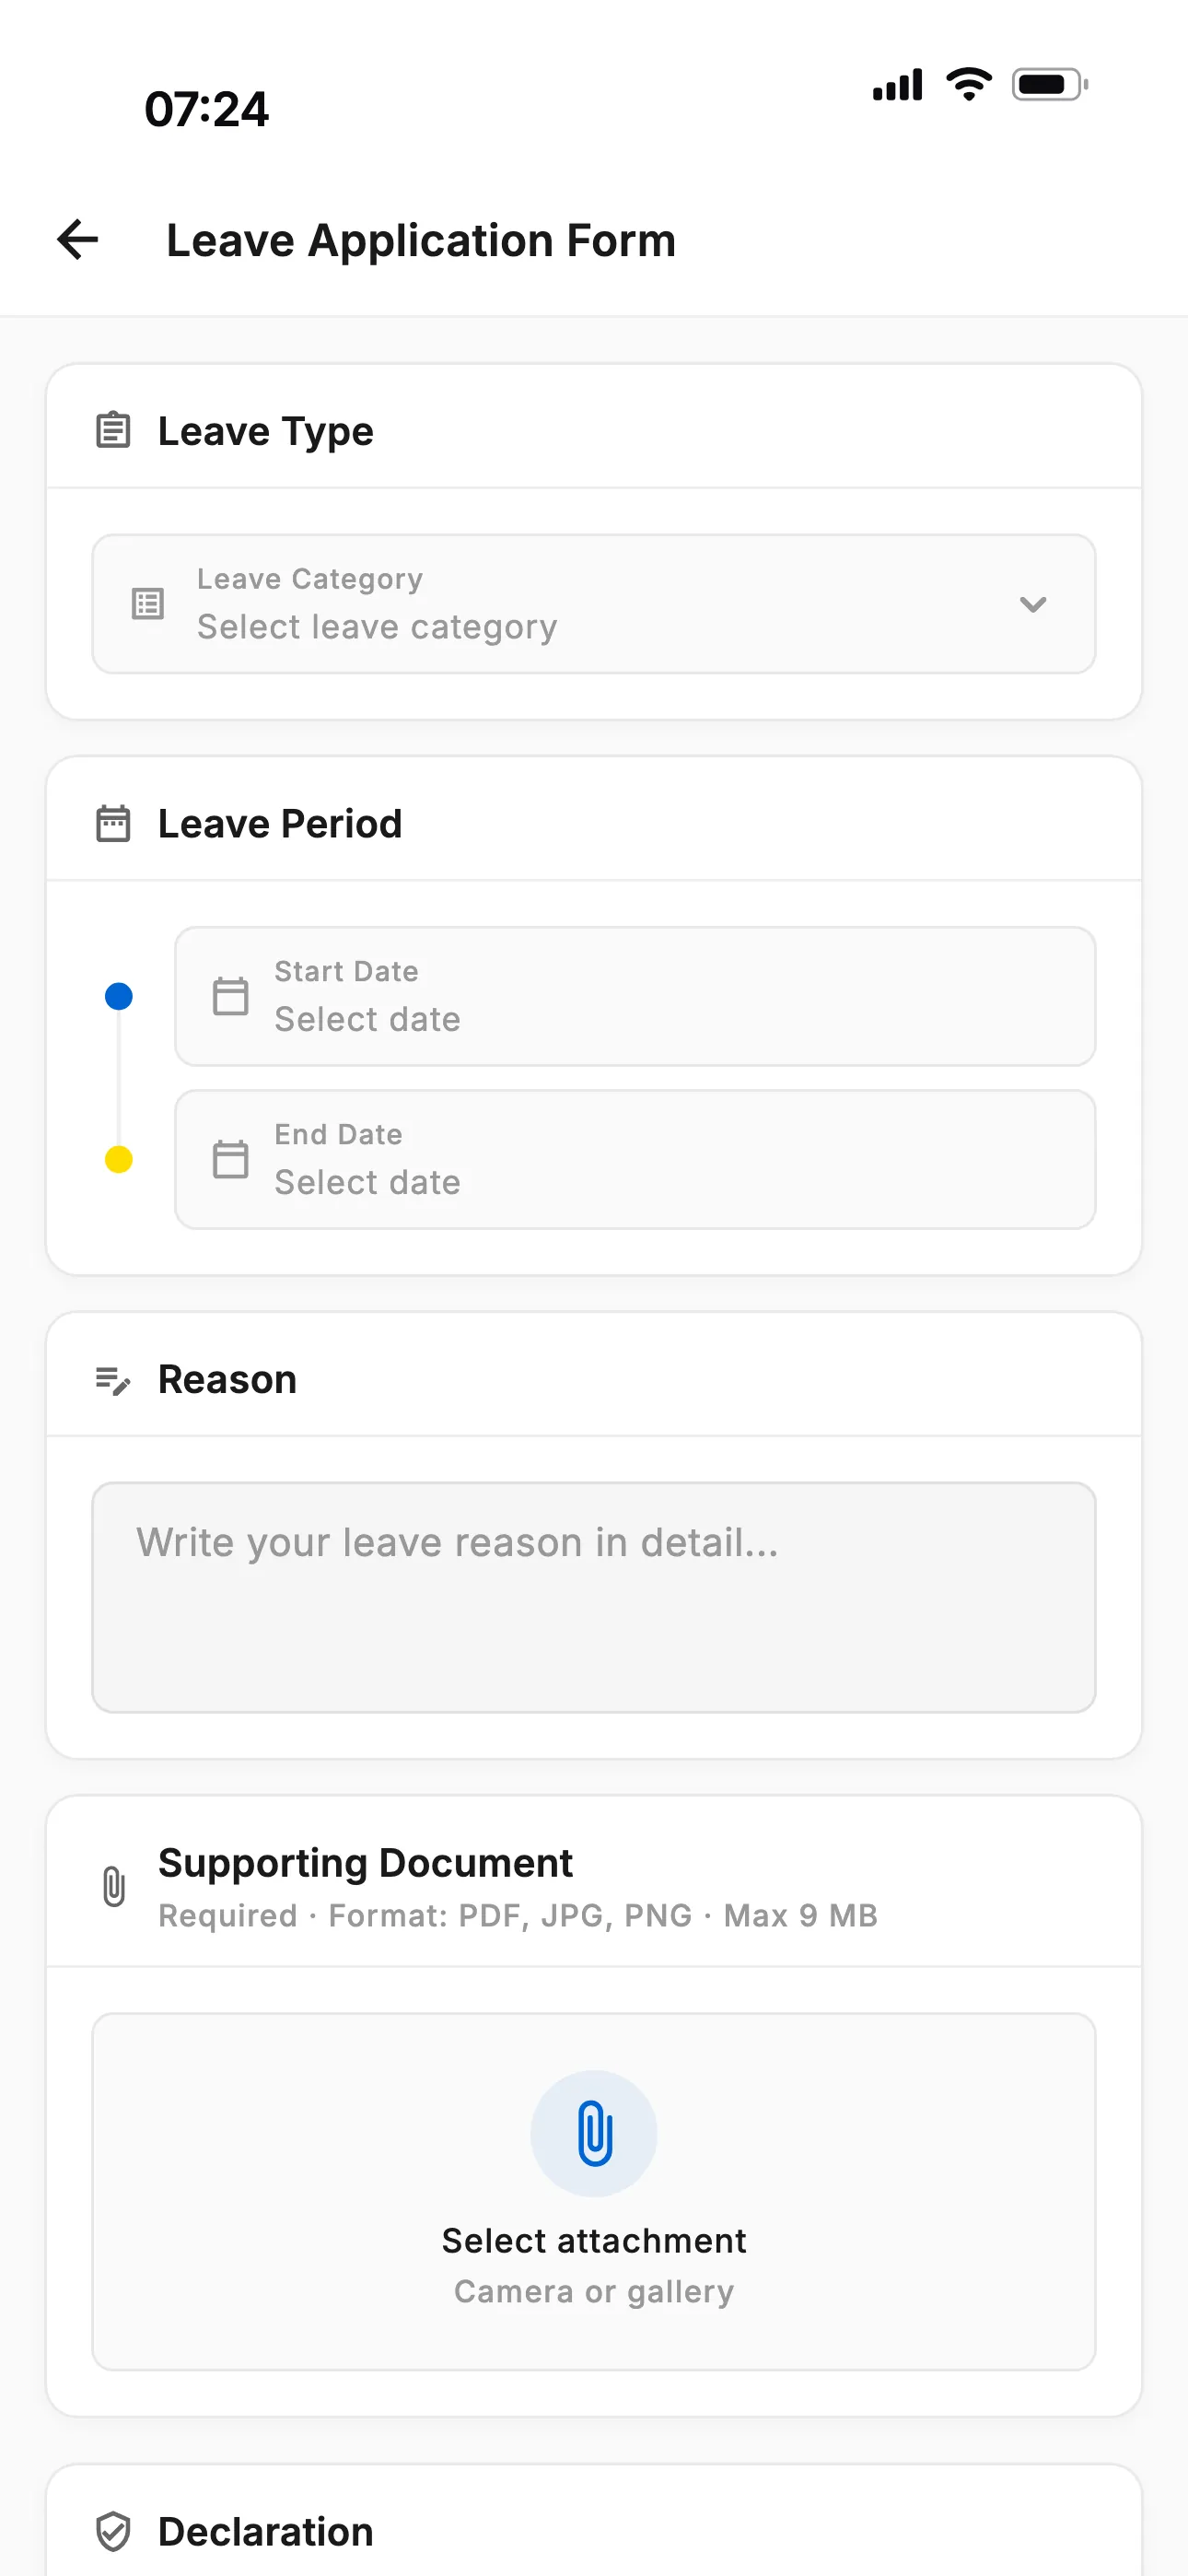 07:24
Leave Application Form
Leave Type
Leave Category
Select leave category
Leave Period
Start Date
Select date
End Date
Select date
Reason
Write your leave reason in detail...
Supporting Document
Required · Format: PDF, JPG, PNG · Max 9 MB
Select attachment
Camera or gallery
Declaration